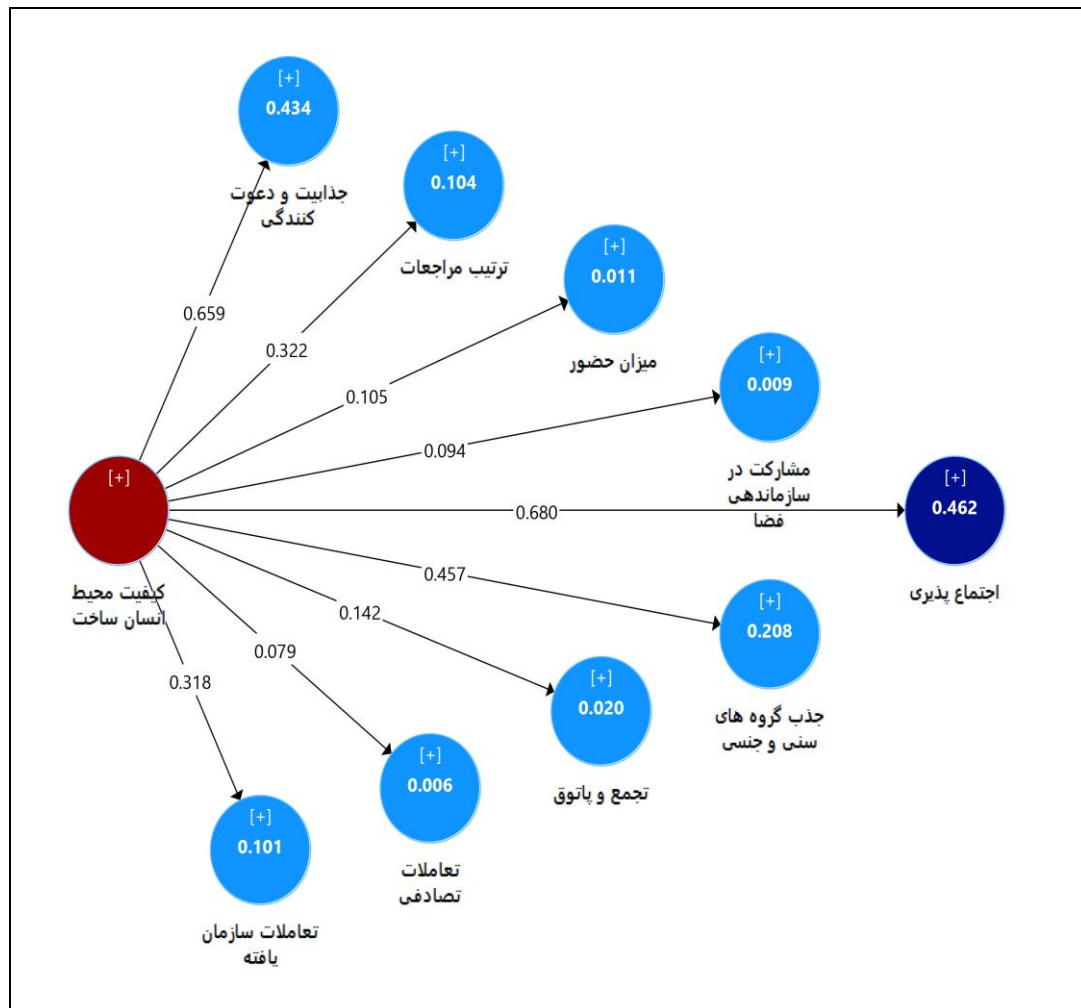 [+]
0.434
جذابیت و دعوت
کنندگی
[+]
0.104
ترتیب مراجعات
[+]
0.011
میزان حضور
[+]
0.009
مشارکت در
سازماندهی
فضا
[+]
0.462
اجتماع پذیری
[+]
0.208
جذب گروه های
سنی و جنسی
[+]
0.020
تجمع و پاتوق
[+]
0.006
تعاملات
تصادفی
[+]
0.101
تعاملات سازمان
یافته
[+]
کیفیت محیط
انسان ساخت
0.659
0.322
0.105
0.094
0.680
0.457
0.142
0.079
0.318